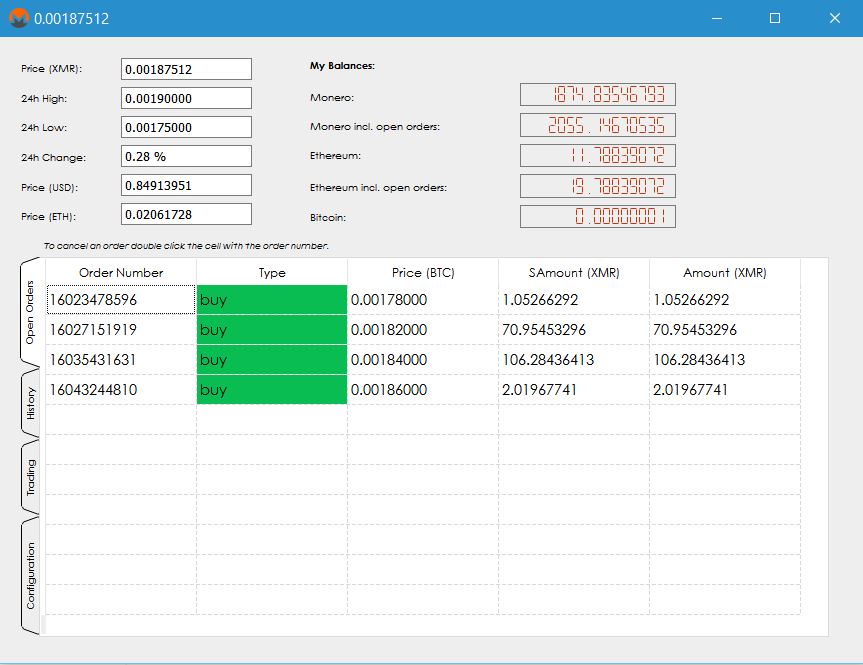 0.00187512
Price (XMR): 0.00187512
24h High: 0.00190000
24h Low: 0.00175000
24h Change: 0.28 %
Price (USD): 0.84913951
Price (ETH): 0.02061728
My Balances:
Monero: 1874.83546793
Monero incl. open orders: 2055.14670535
Ethereum: 11.78839072
Ethereum incl. open orders: 19.78839072
Bitcoin: 0.00000001
To cancel an order double click the cell with the order number.
Open Orders
History
Trading
Configuration
Order Number Type Price (BTC) SAmount (XMR) Amount (XMR)
16023478596 buy 0.00178000 1.05266292 1.05266292
16027151919 buy 0.00182000 70.95453296 70.95453296
16035431631 buy 0.00184000 106.28436413 106.28436413
16043244810 buy 0.00186000 2.01967741 2.01967741